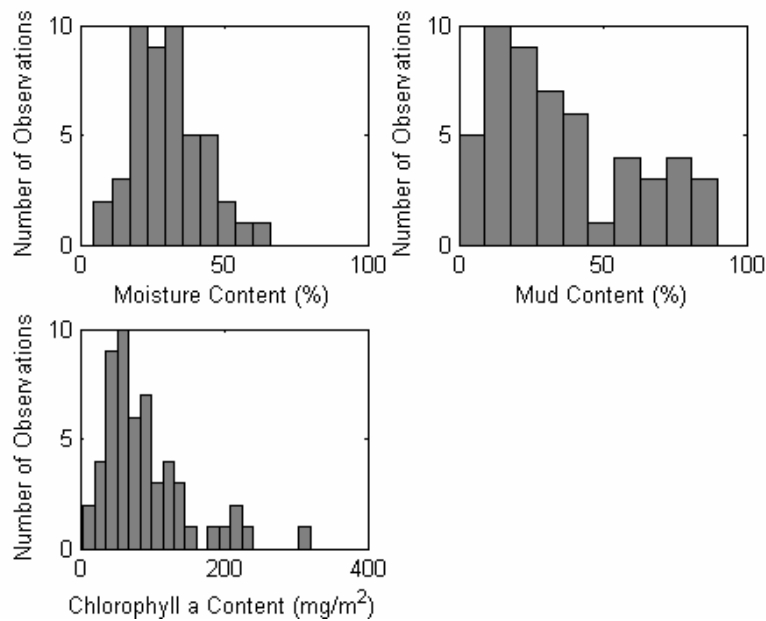 10
5
0
Number of Observations
50
100
Moisture Content (%)
10
5
0
Number of Observations
0
50
100
Mud Content (%)
10
5
0
Number of Observations
0
200
400
Chlorophyll a Content (mg/m²)